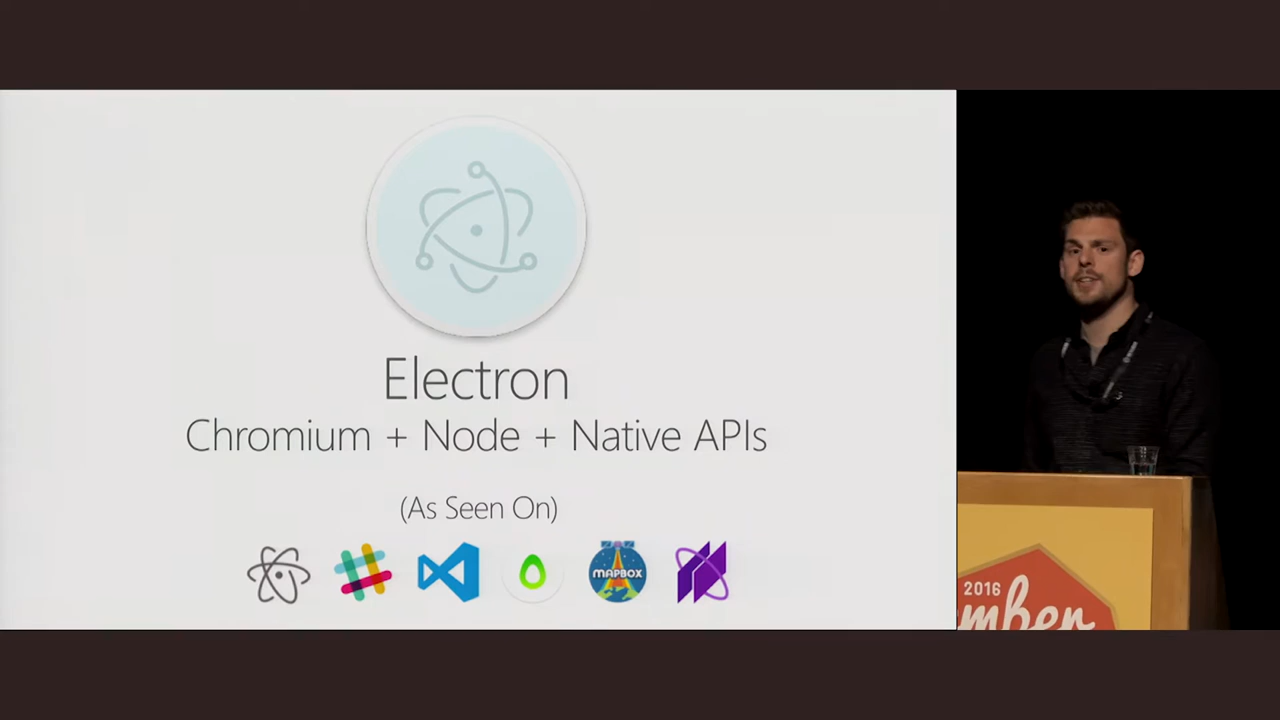 Electron
Chromium + Node + Native APIs
(As Seen On)
MAPBOX
2016
mber